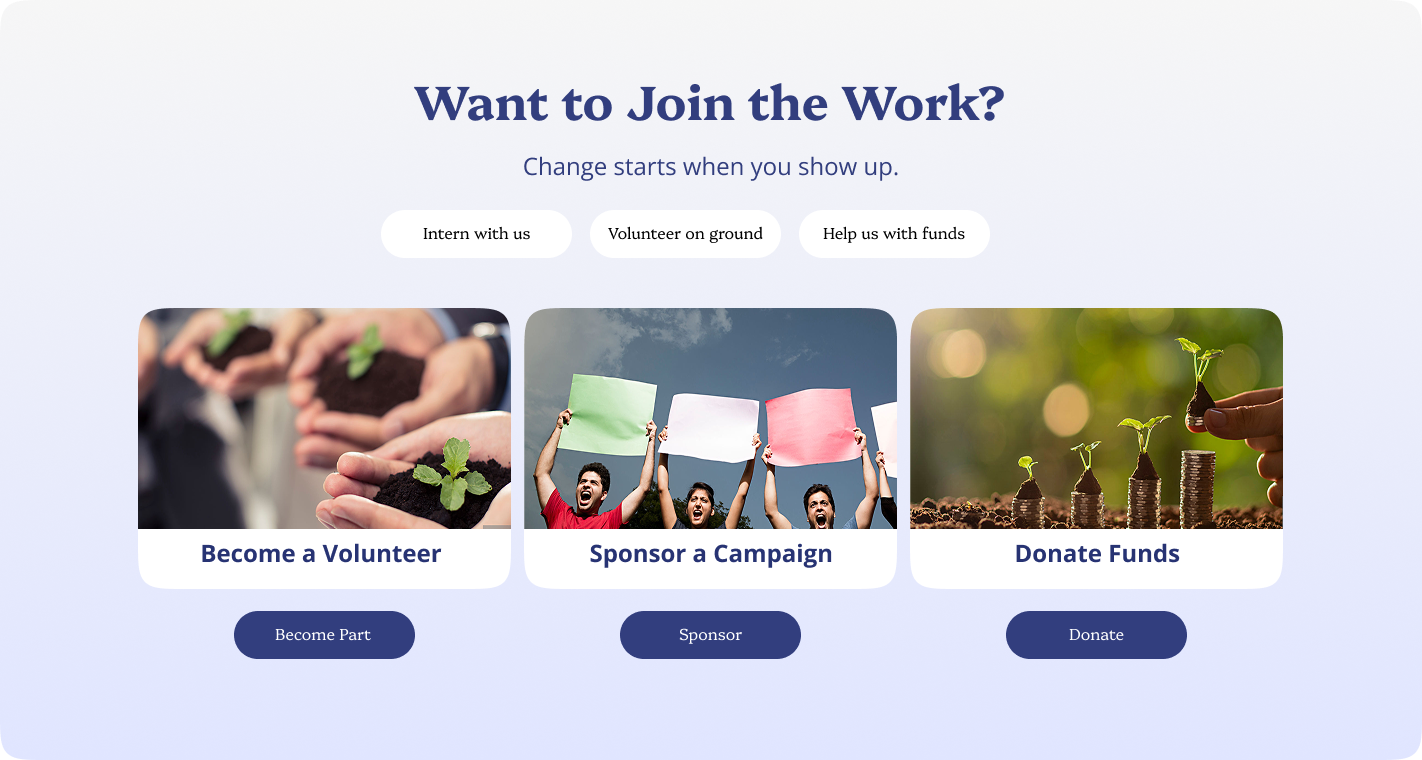 Want to Join the Work?
Change starts when you show up.
Intern with us
Volunteer on ground
Help us with funds
Become a Volunteer
Sponsor a Campaign
Donate Funds
Become Part
Sponsor
Donate